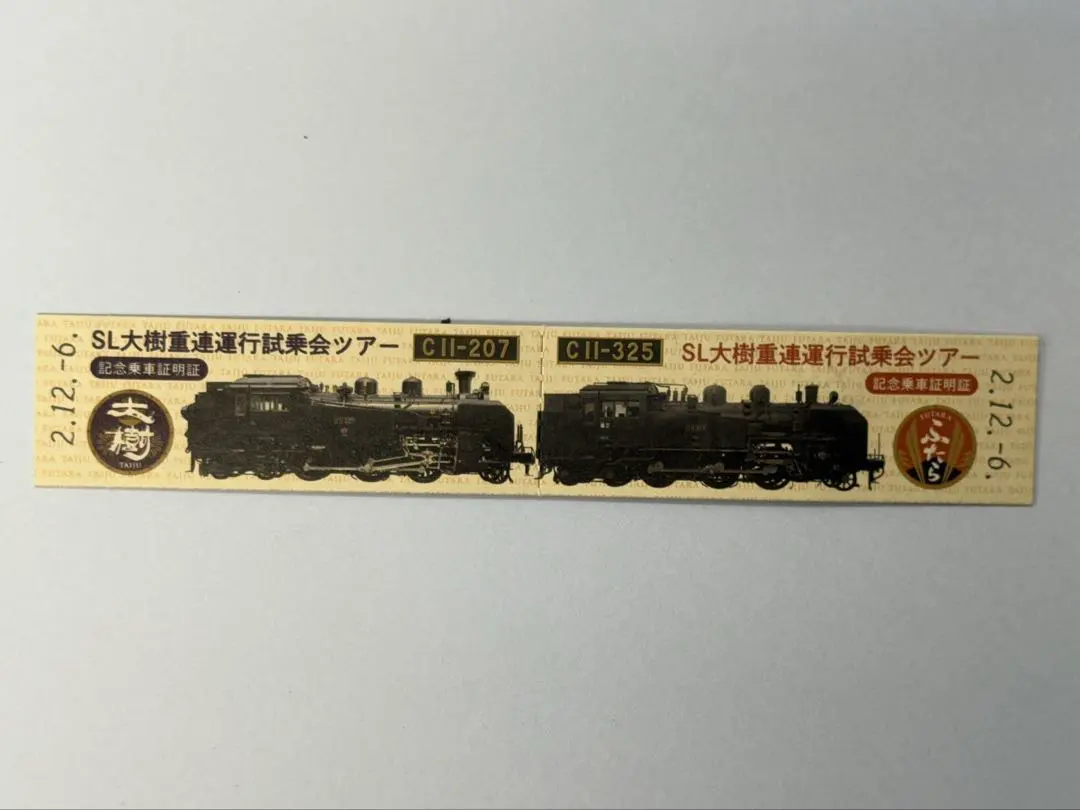 SL大樹重連運行試乗会ツアー
C11-207
記念乗車証明証
大樹
TAIJU
2.12.-6.
C11-325
SL大樹重連運行試乗会ツアー
記念乗車証明証
FUTARA
ふたら
2.12.-6.